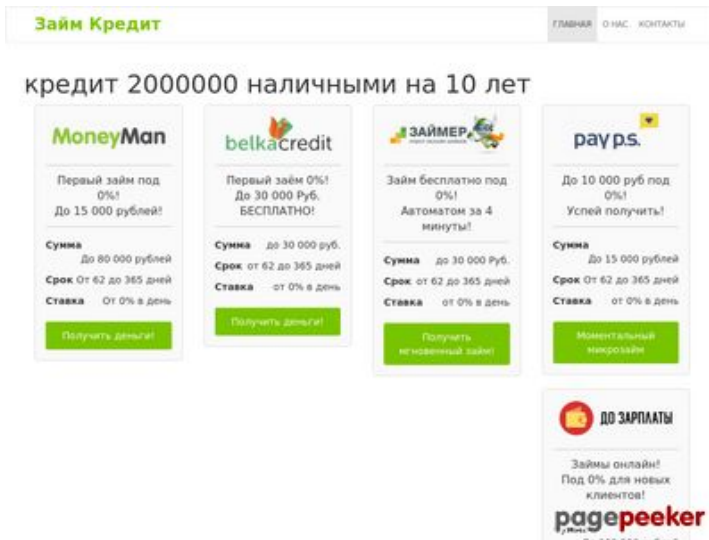 Займ Кредит
ГЛАВНАЯ О НАС КОНТАКТЫ
кредит 2000000 наличными на 10 лет
MoneyMan
Первый займ под
0%!
До 15 000 рублей!
Сумма
До 80 000 рублей
Срок От 62 до 365 дней
Ставка От 0% в день
Получить деньги!
belkacredit
Первый заём 0%!
До 30 000 Руб.
БЕСПЛАТНО!
Сумма до 30 000 руб.
Срок от 62 до 365 дней
Ставка от 0% в день
Получить деньги!
ЗАЙМЕР
Займ бесплатно под
0%!
Автоматом за 4
минуты!
Сумма до 30 000 Руб.
Срок от 62 до 365 дней
Ставка от 0% в день
Получить
мгновенный займ!
pay p.s.
До 10 000 руб под
0%!
Успей получить!
Сумма
До 15 000 рублей
Срок От 62 до 365 дней
Ставка От 0% в день
Моментальный
микрозайм
ДО ЗАРПЛАТЫ
Займы онлайн!
Под 0% для новых
клиентов!
pagepeeker